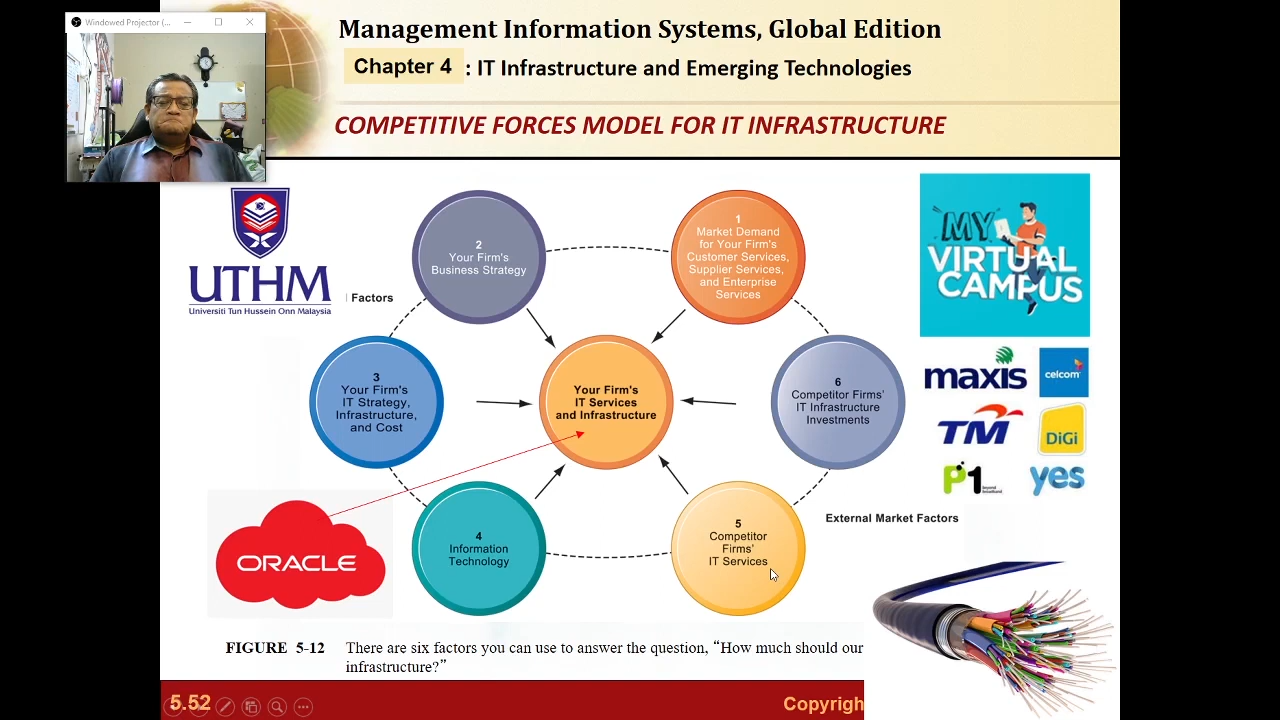 Windowed Projector (...
Management Information Systems, Global Edition
Chapter 4 : IT Infrastructure and Emerging Technologies
COMPETITIVE FORCES MODEL FOR IT INFRASTRUCTURE
UTHM
Universiti Tun Hussein Onn Malaysia
Factors
2
Your Firm's
Business Strategy
1
Market Demand
for Your Firm's
Customer Services,
Supplier Services,
and Enterprise
Services
MY
VIRTUAL
CAMPUS
3
Your Firm's
IT Strategy,
Infrastructure,
and Cost
Your Firm's
IT Services
and Infrastructure
6
Competitor Firms'
IT Infrastructure
Investments
maxis
celcom
TM
DiGi
P1
yes
ORACLE
4
Information
Technology
5
Competitor
Firms'
IT Services
External Market Factors
FIGURE 5-12 There are six factors you can use to answer the question, “How much should our
infrastructure?”
5.52
Copyrigh